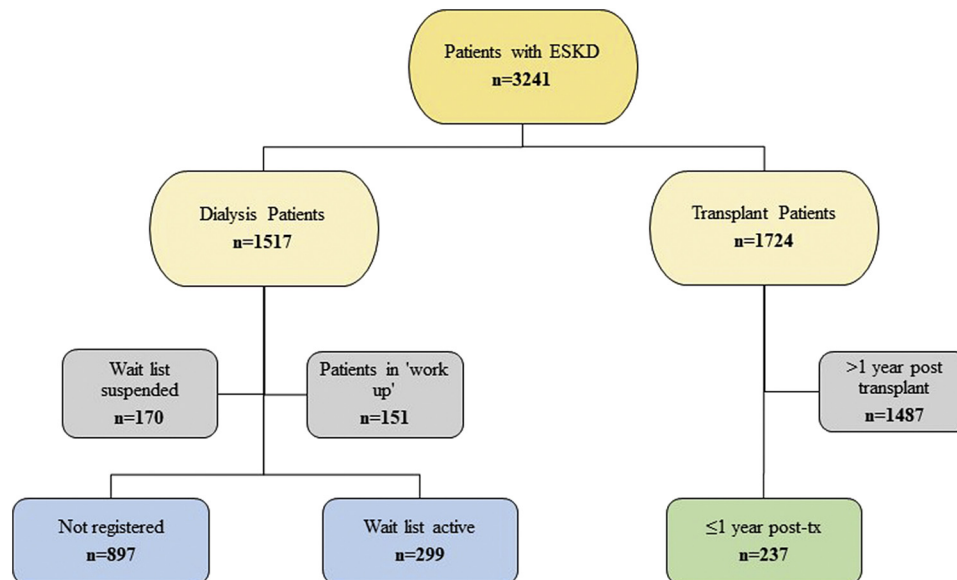 Patients with ESKD
n=3241
Dialysis Patients
n=1517
Transplant Patients
n=1724
Wait list
suspended
n=170
Patients in 'work
up'
n=151
>1 year post
transplant
n=1487
Not registered
n=897
Wait list active
n=299
≤1 year post-tx
n=237